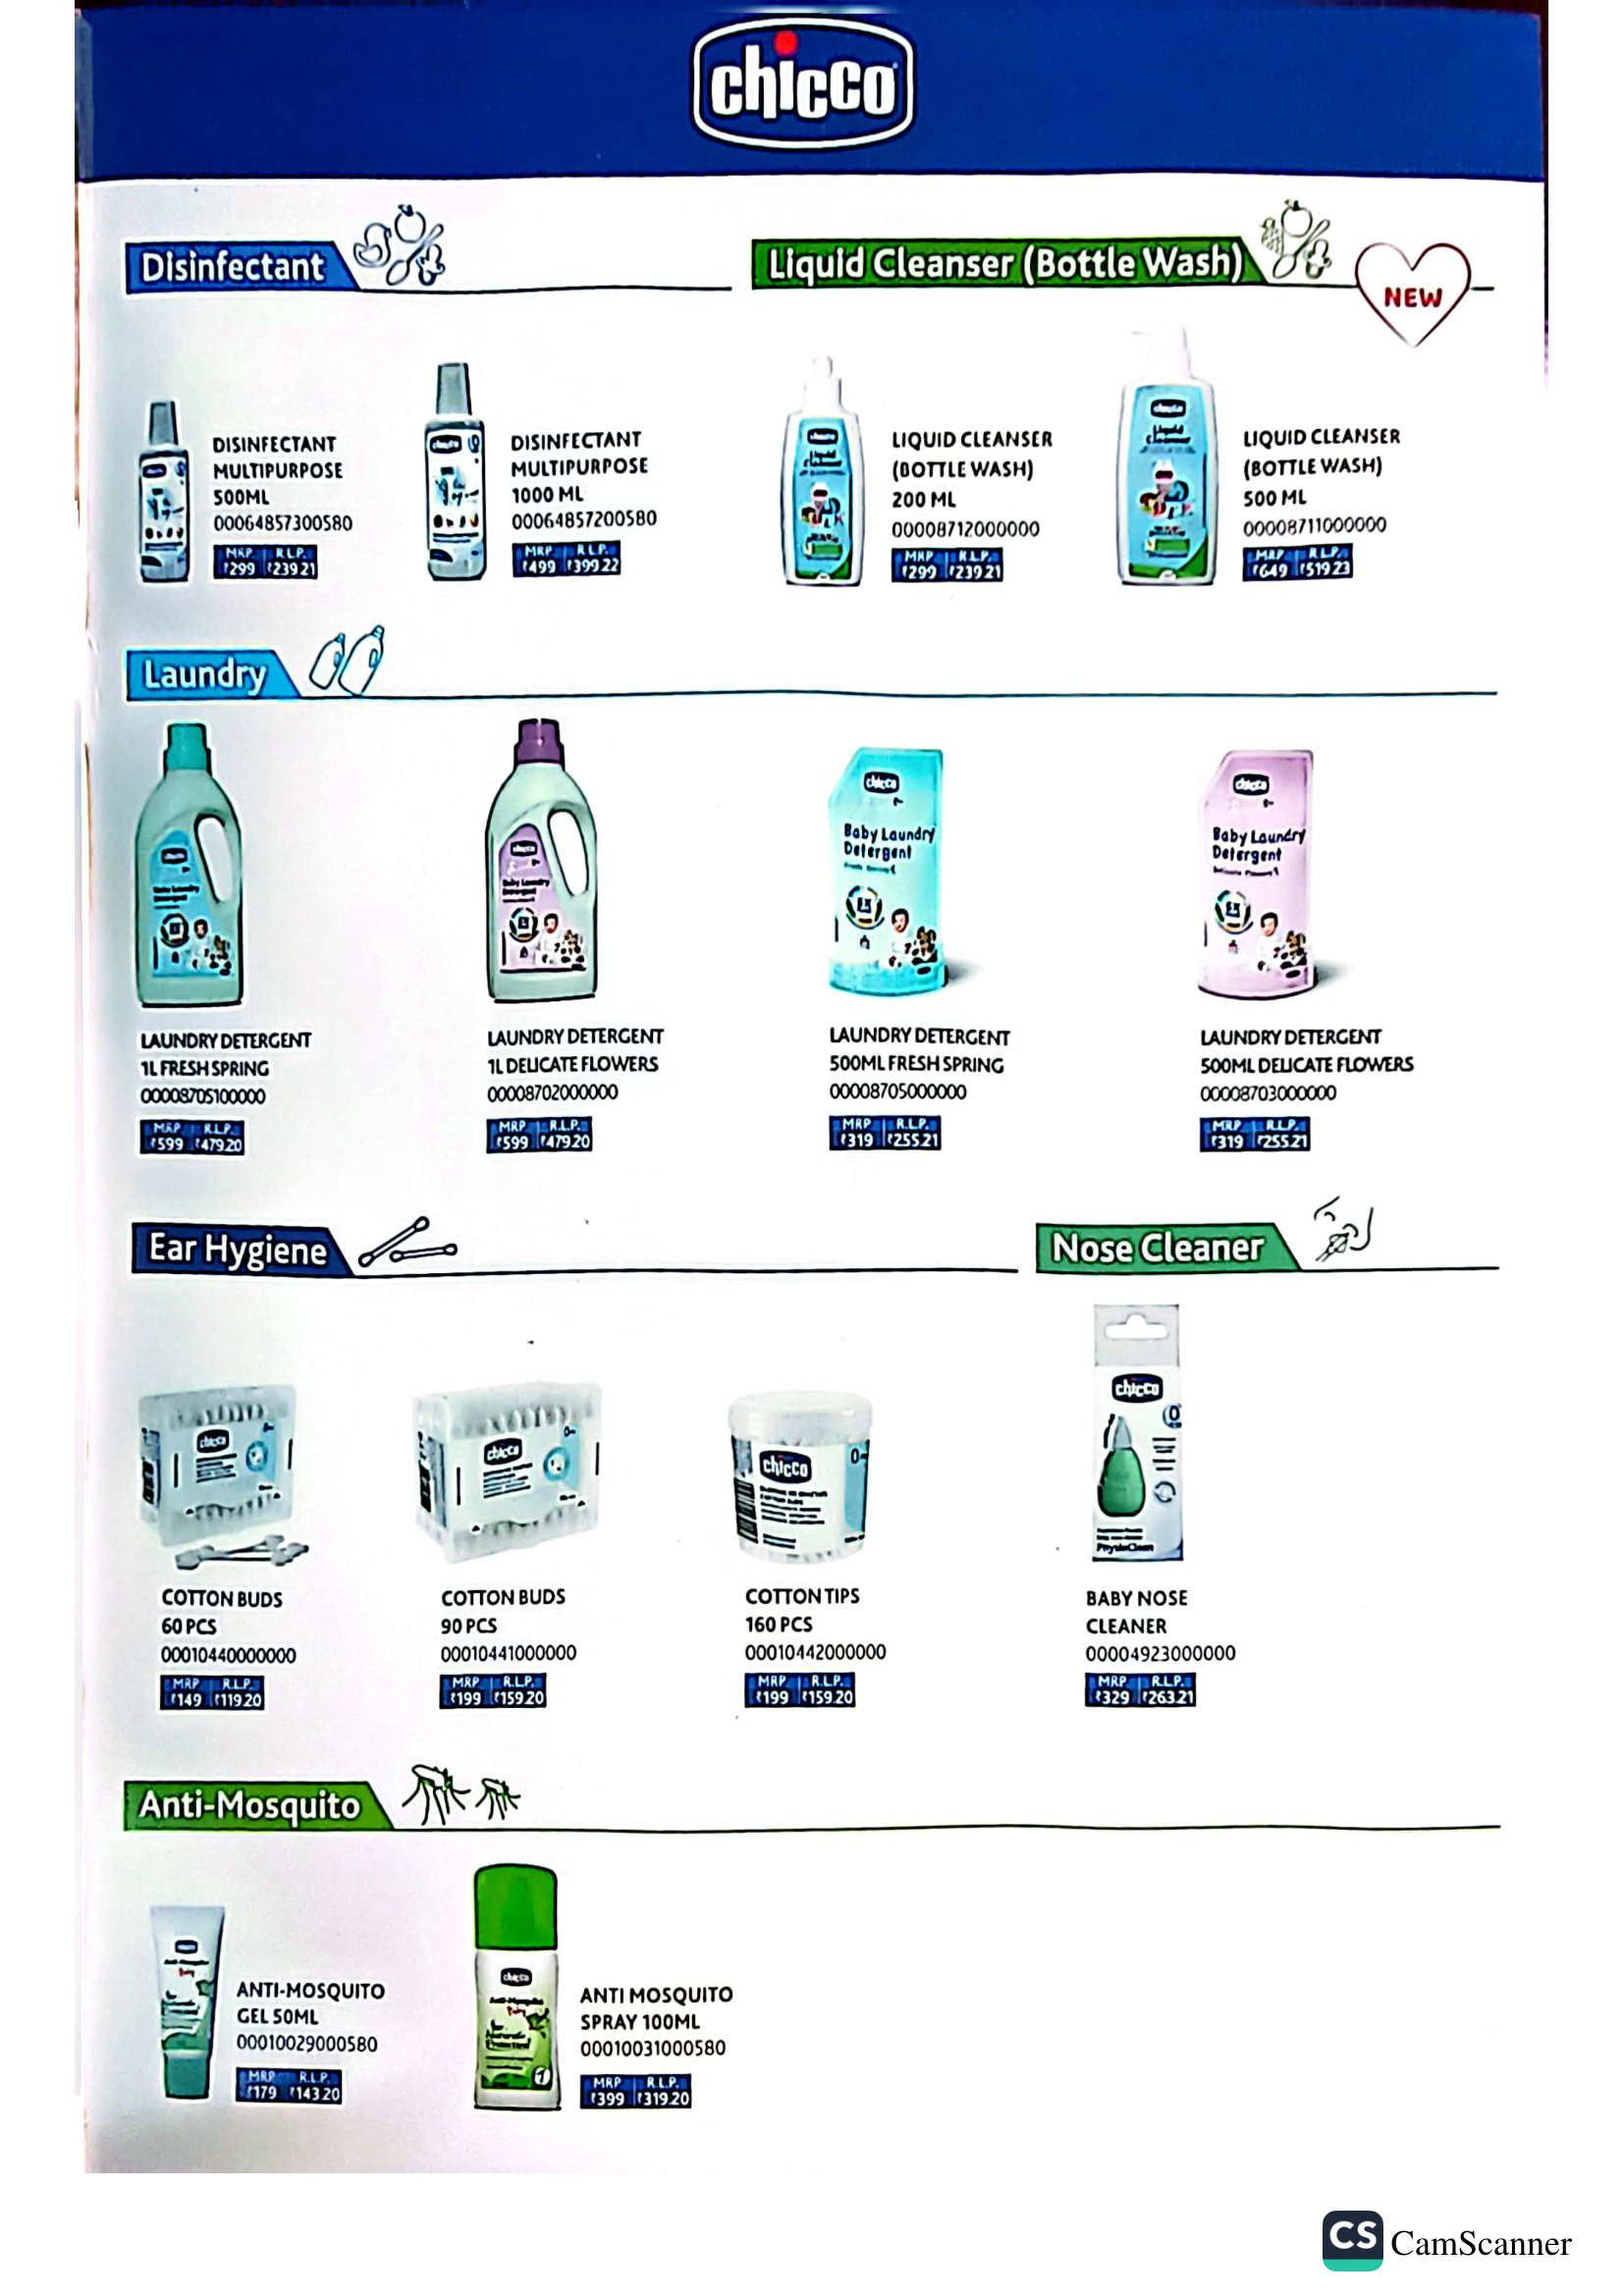 chicco
Disinfectant
Liquid Cleanser (Bottle Wash)
NEW
DISINFECTANT
MULTIPURPOSE
500ML
00064857300580
MRP R.L.P.
₹299 ₹239.21
DISINFECTANT
MULTIPURPOSE
1000 ML
00064857200580
MRP R.L.P.
₹499 ₹399.22
LIQUID CLEANSER
(BOTTLE WASH)
200 ML
00008712000000
MRP R.L.P.
₹299 ₹239.21
LIQUID CLEANSER
(BOTTLE WASH)
500 ML
00008711000000
MRP R.L.P.
₹649 ₹519.23
Laundry
chicco
Baby Laundry
Detergent
chicco
Baby Laundry
Detergent
LAUNDRY DETERGENT
1L FRESH SPRING
00008705100000
MRP R.L.P.
₹599 ₹479.20
LAUNDRY DETERGENT
1L DELICATE FLOWERS
00008702000000
MRP R.L.P.
₹599 ₹479.20
LAUNDRY DETERGENT
500ML FRESH SPRING
00008705000000
MRP R.L.P.
₹319 ₹255.21
LAUNDRY DETERGENT
500ML DELICATE FLOWERS
00008703000000
MRP R.L.P.
₹319 ₹255.21
Ear Hygiene
Nose Cleaner
chicco
chicco
chicco
chicco
PhysioClean
COTTON BUDS
60 PCS
00010440000000
MRP R.L.P.
₹149 ₹119.20
COTTON BUDS
90 PCS
00010441000000
MRP R.L.P.
₹199 ₹159.20
COTTON TIPS
160 PCS
00010442000000
MRP R.L.P.
₹199 ₹159.20
BABY NOSE
CLEANER
00004923000000
MRP R.L.P.
₹329 ₹263.21
Anti-Mosquito
ANTI-MOSQUITO
GEL 50ML
00010029000580
MRP R.L.P.
₹179 ₹143.20
chicco
ANTI MOSQUITO
SPRAY 100ML
00010031000580
MRP R.L.P.
₹399 ₹319.20
CS CamScanner